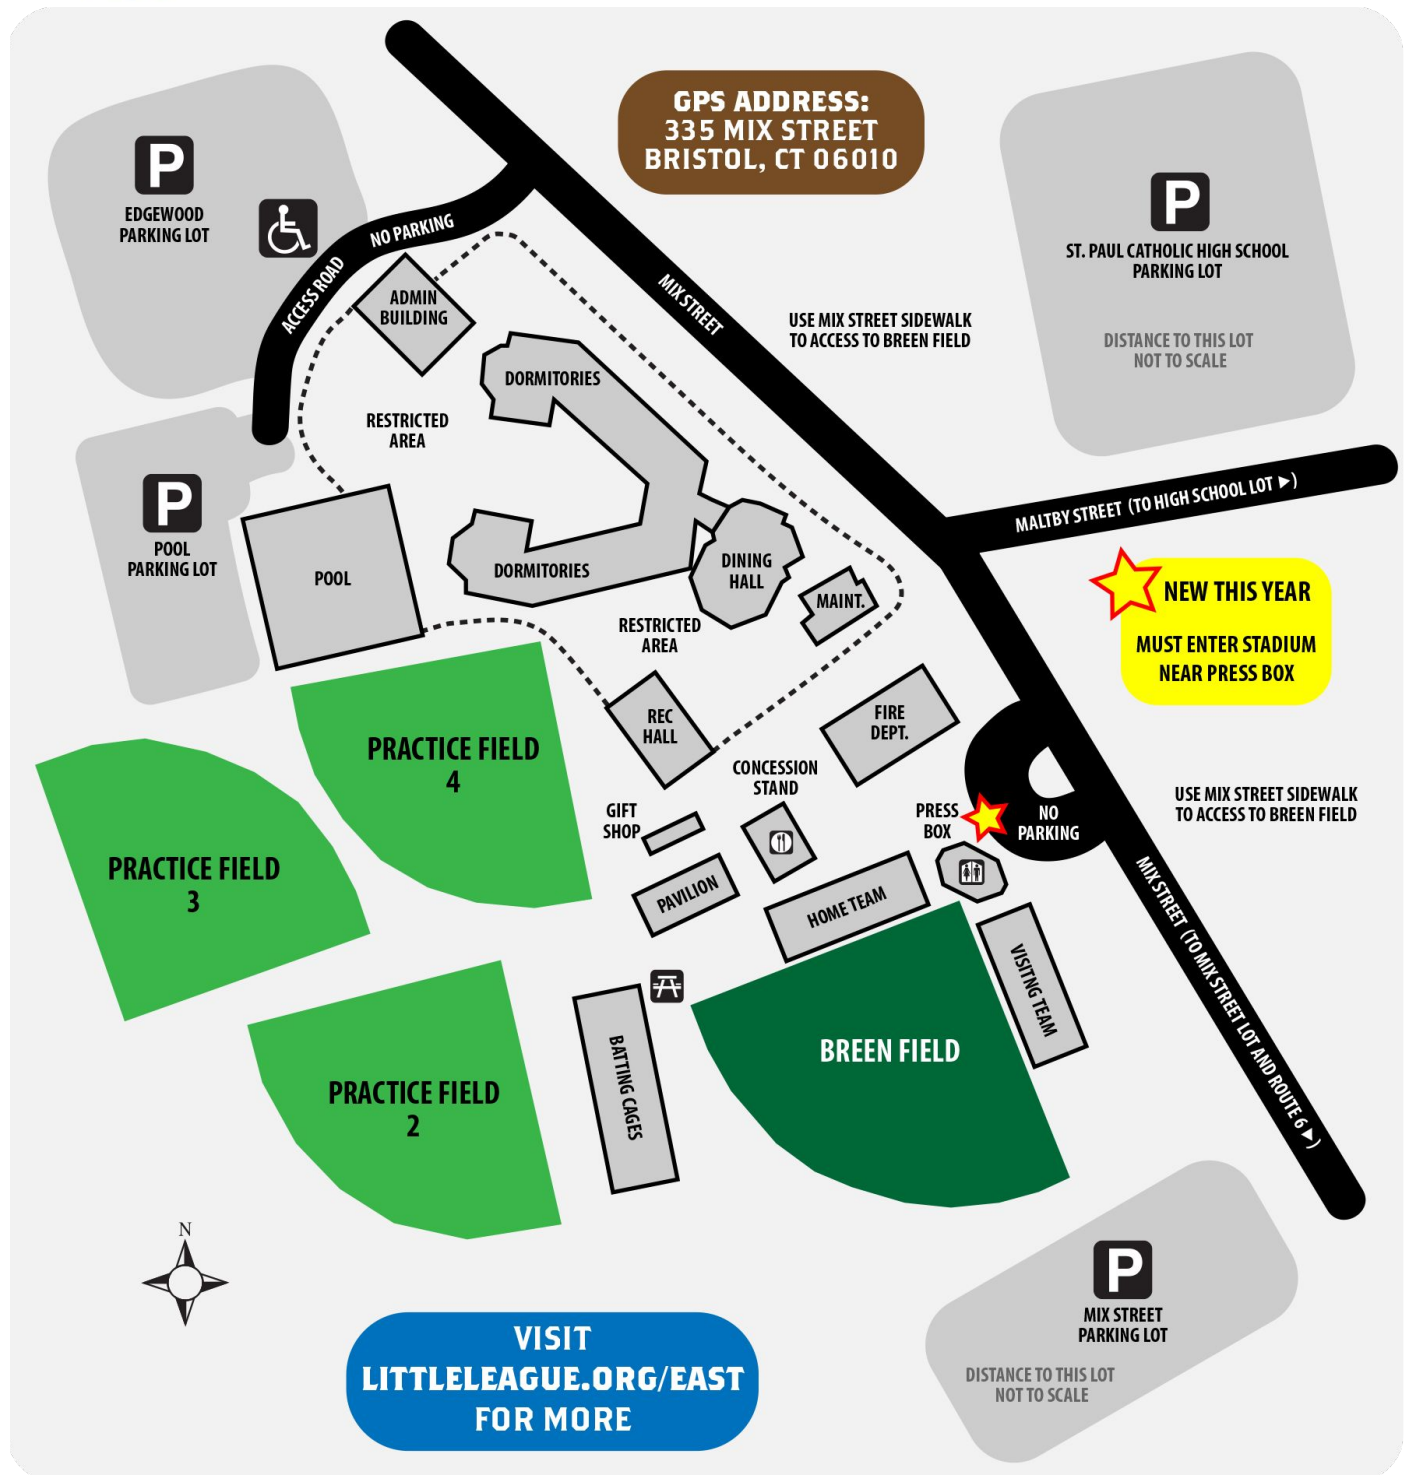 GPS ADDRESS:
335 MIX STREET
BRISTOL, CT 06010
P
EDGEWOOD
PARKING LOT
NO PARKING
ACCESS ROAD
P
ST. PAUL CATHOLIC HIGH SCHOOL
PARKING LOT
DISTANCE TO THIS LOT
NOT TO SCALE
ADMIN
BUILDING
MIX STREET
USE MIX STREET SIDEWALK
TO ACCESS TO BREEN FIELD
DORMITORIES
RESTRICTED
AREA
P
POOL
PARKING LOT
POOL
DORMITORIES
DINING
HALL
MAINT.
MALTBY STREET (TO HIGH SCHOOL LOT ►)
NEW THIS YEAR
MUST ENTER STADIUM
NEAR PRESS BOX
RESTRICTED
AREA
REC
HALL
FIRE
DEPT.
PRACTICE FIELD
4
CONCESSION
STAND
GIFT
SHOP
PRESS
BOX
NO
PARKING
USE MIX STREET SIDEWALK
TO ACCESS TO BREEN FIELD
PRACTICE FIELD
3
PAVILION
HOME TEAM
VISITNG TEAM
MIX STREET (TO MIX STREET LOT AND ROUTE 6 ►)
BREEN FIELD
BATTING CAGES
PRACTICE FIELD
2
N
P
MIX STREET
PARKING LOT
DISTANCE TO THIS LOT
NOT TO SCALE
VISIT
LITTLELEAGUE.ORG/EAST
FOR MORE